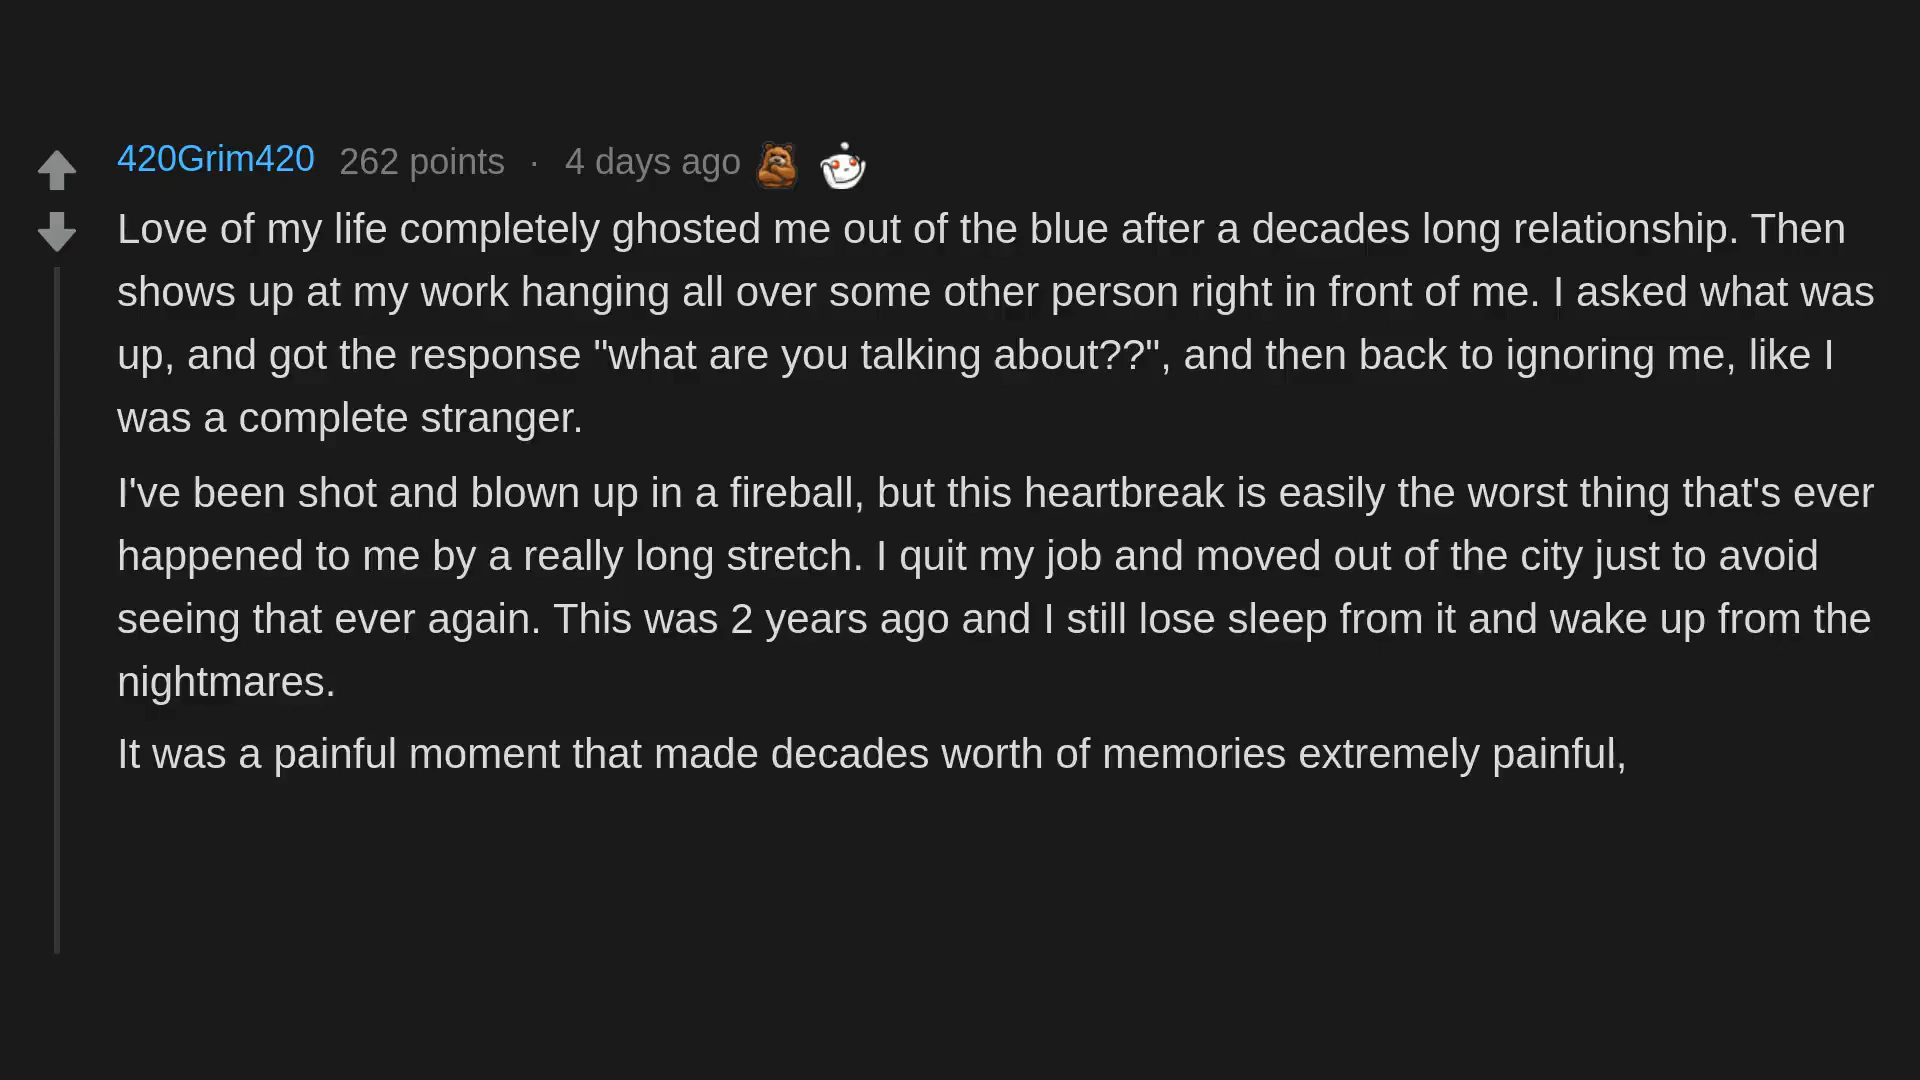 420Grim420 262 points · 4 days ago
Love of my life completely ghosted me out of the blue after a decades long relationship. Then
shows up at my work hanging all over some other person right in front of me. I asked what was
up, and got the response "what are you talking about??", and then back to ignoring me, like I
was a complete stranger.
I've been shot and blown up in a fireball, but this heartbreak is easily the worst thing that's ever
happened to me by a really long stretch. I quit my job and moved out of the city just to avoid
seeing that ever again. This was 2 years ago and I still lose sleep from it and wake up from the
nightmares.
It was a painful moment that made decades worth of memories extremely painful,